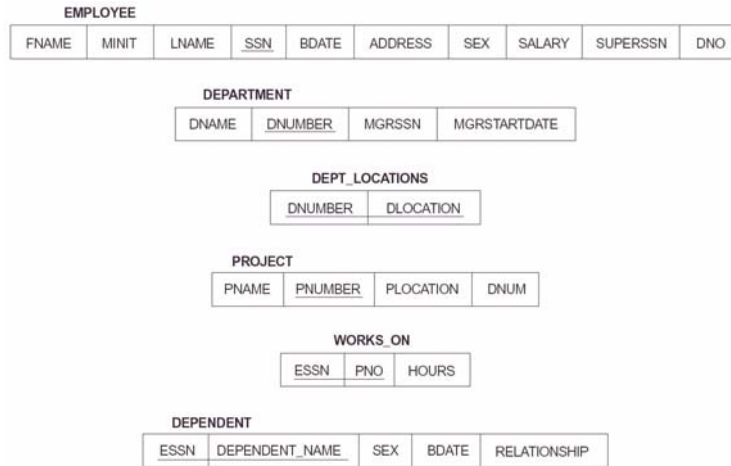 EMPLOYEE
FNAME MINIT LNAME SSN BDATE ADDRESS SEX SALARY SUPERSSN DNO
DEPARTMENT
DNAME DNUMBER MGRSSN MGRSTARTDATE
DEPT_LOCATIONS
DNUMBER DLOCATION
PROJECT
PNAME PNUMBER PLOCATION DNUM
WORKS_ON
ESSN PNO HOURS
DEPENDENT
ESSN DEPENDENT_NAME SEX BDATE RELATIONSHIP